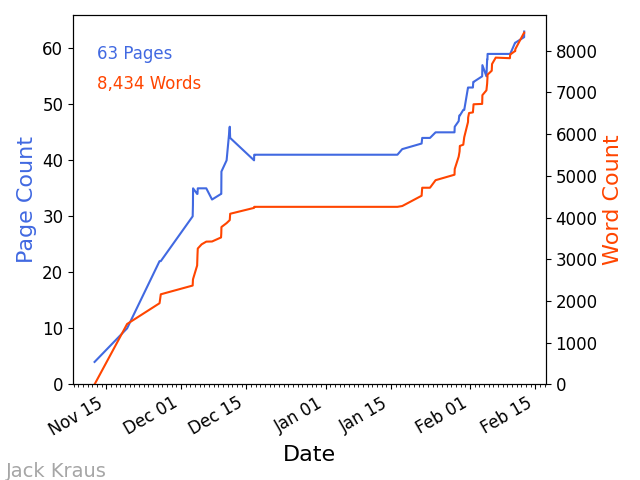 63 Pages
8,434 Words
Page Count
60
50
40
30
20
10
0
Word Count
8000
7000
6000
5000
4000
3000
2000
1000
0
Nov 15
Dec 01
Dec 15
Jan 01
Jan 15
Feb 01
Feb 15
Date
Jack Kraus